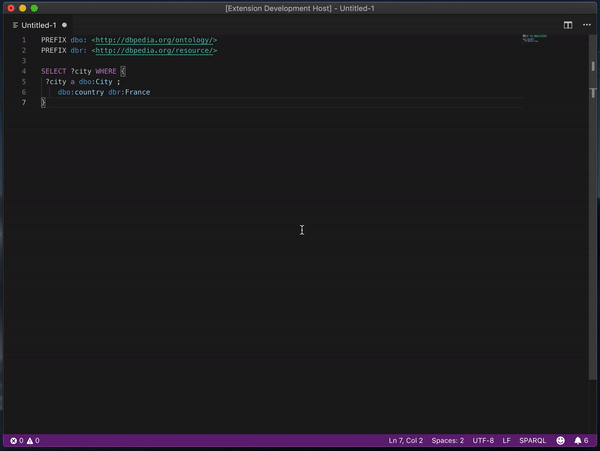 [Extension Development Host] - Untitled-1
Untitled-1
1 PREFIX dbo: <http://dbpedia.org/ontology/>
2 PREFIX dbr: <http://dbpedia.org/resource/>
3
4 SELECT ?city WHERE {
5 ?city a dbo:City ;
6 dbo:country dbr:France
7 }
0 0 Ln 7, Col 2 Spaces: 2 UTF-8 LF SPARQL 6